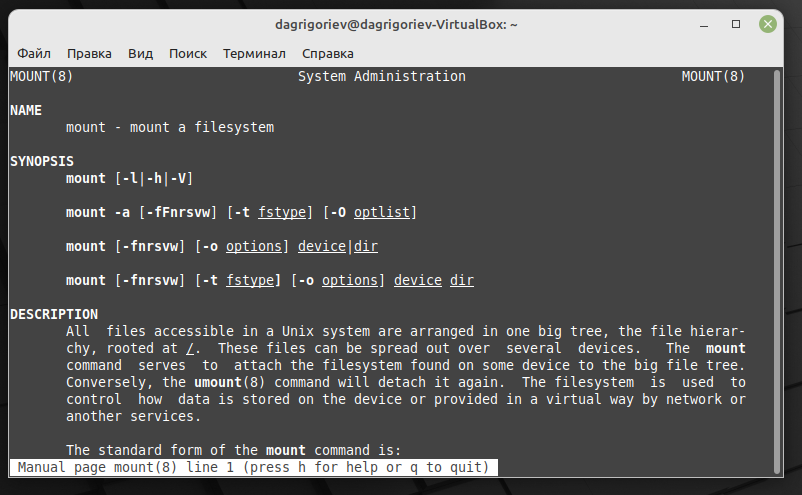 dagrigoriev@dagrigoriev-VirtualBox: ~
Файл Правка Вид Поиск Терминал Справка
MOUNT(8) System Administration MOUNT(8)
NAME
mount - mount a filesystem
SYNOPSIS
mount [-l|-h|-V]
mount -a [-fFnrsvw] [-t fstype] [-O optlist]
mount [-fnrsvw] [-o options] device|dir
mount [-fnrsvw] [-t fstype] [-o options] device dir
DESCRIPTION
All files accessible in a Unix system are arranged in one big tree, the file hierar-
chy, rooted at /. These files can be spread out over several devices. The mount
command serves to attach the filesystem found on some device to the big file tree.
Conversely, the umount(8) command will detach it again. The filesystem is used to
control how data is stored on the device or provided in a virtual way by network or
another services.
The standard form of the mount command is:
Manual page mount(8) line 1 (press h for help or q to quit)